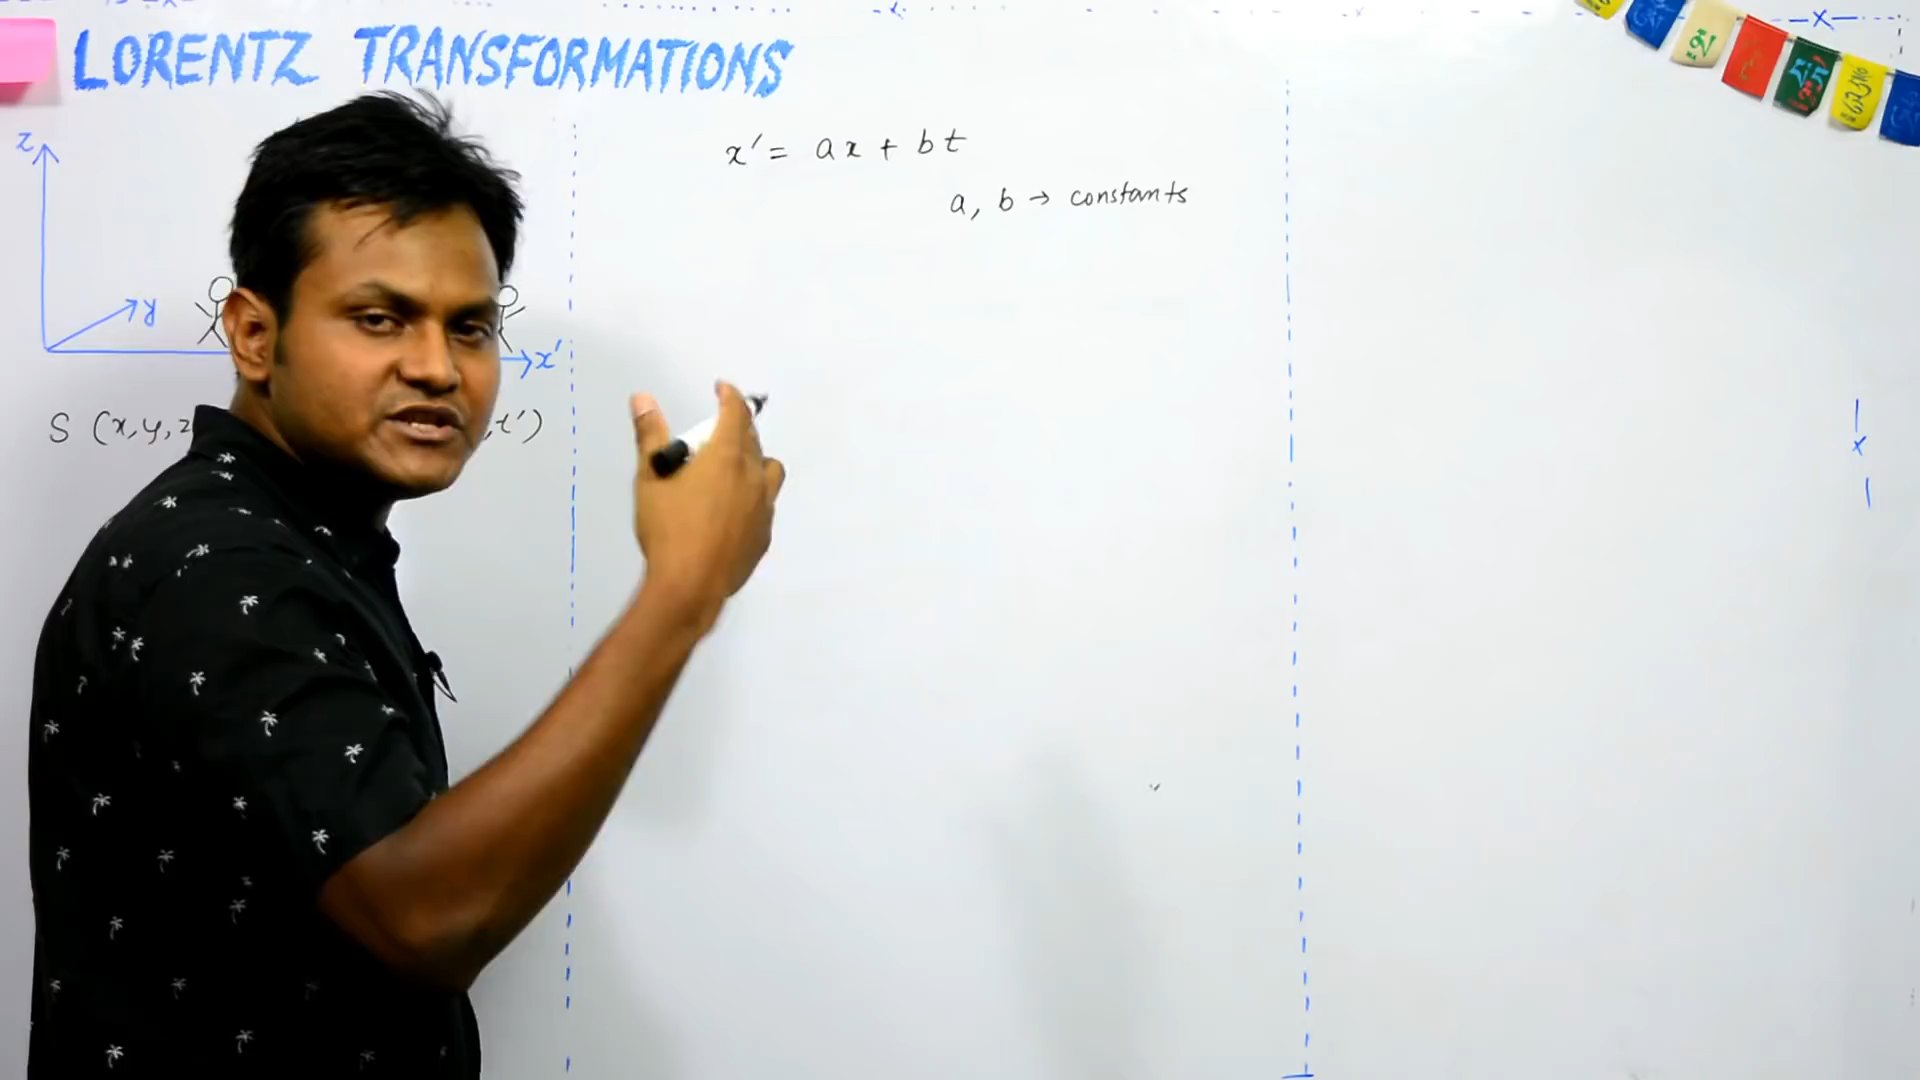 LORENTZ TRANSFORMATIONS
z
y
x′
S (x, y, z
, t′)
x′ = ax + bt
a, b → constants